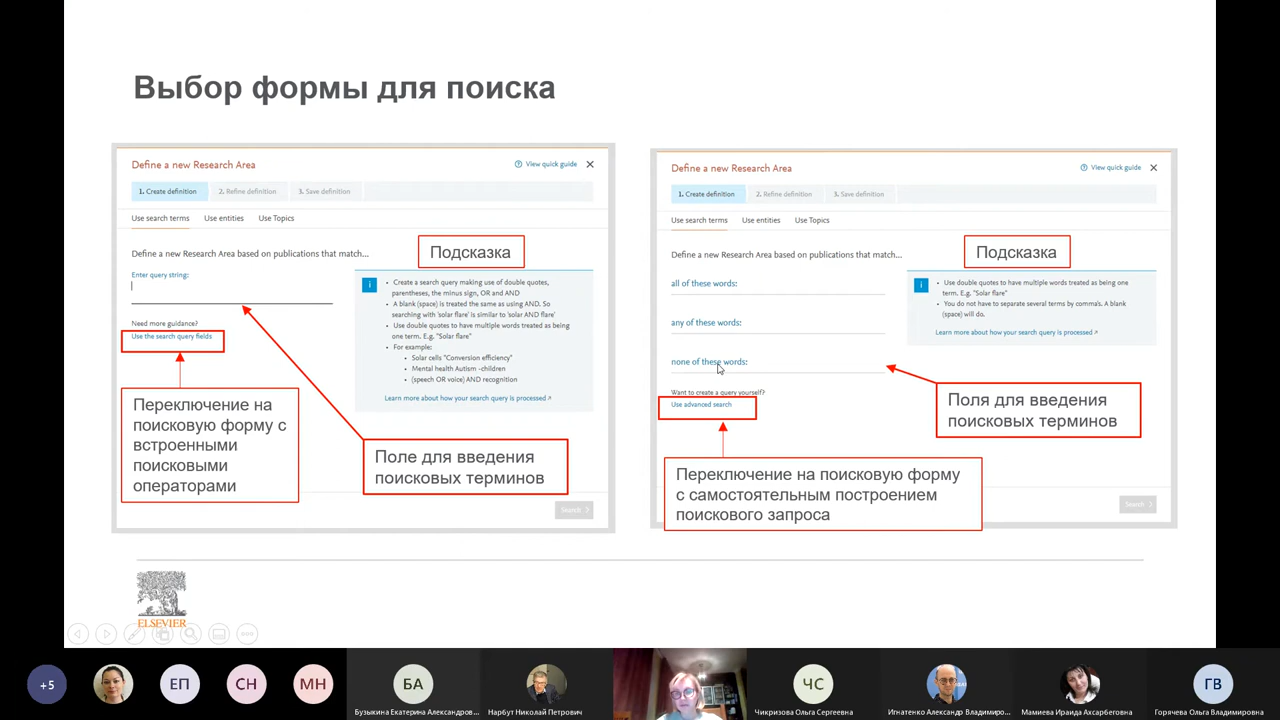 Выбор формы для поиска
Define a new Research Area
View quick guide
1. Create definition
2. Refine definition
3. Save definition
Use search terms
Use entities
Use Topics
Подсказка
Define a new Research Area based on publications that match...
Enter query string:
Create a search query making use of double quotes,
parentheses, the minus sign, OR and AND
A blank (space) is treated the same as using AND. So
searching with 'solar flare' is similar to 'solar AND flare'
Use double quotes to have multiple words treated as being
one term. E.g. "Solar flare"
For example:
Solar cells "Conversion efficiency"
Mental health Autism -children
(speech OR voice) AND recognition
Learn more about how your search query is processed
Need more guidance?
Use the search query fields
Переключение на
поисковую форму с
встроенными
поисковыми
операторами
Поле для введения
поисковых терминов
Search
Define a new Research Area
View quick guide
1. Create definition
2. Refine definition
3. Save definition
Use search terms
Use entities
Use Topics
Подсказка
Define a new Research Area based on publications that match...
all of these words:
any of these words:
none of these words:
Use double quotes to have multiple words treated as being one
term. E.g. "Solar flare"
You do not have to separate several terms by comma's. A blank
(space) will do.
Learn more about how your search query is processed
Want to create a query yourself?
Use advanced search
Поля для введения
поисковых терминов
Переключение на поисковую форму
с самостоятельным построением
поискового запроса
Search
ELSEVIER
+5
ЕП
СН
МН
БА
Бузыкина Екатерина Александров...
Нарбут Николай Петрович
ЧС
Чикризова Ольга Сергеевна
Игнатенко Александр Владимиро...
Мамиева Ираида Ахсарбеговна
ГВ
Горячева Ольга Владимировна